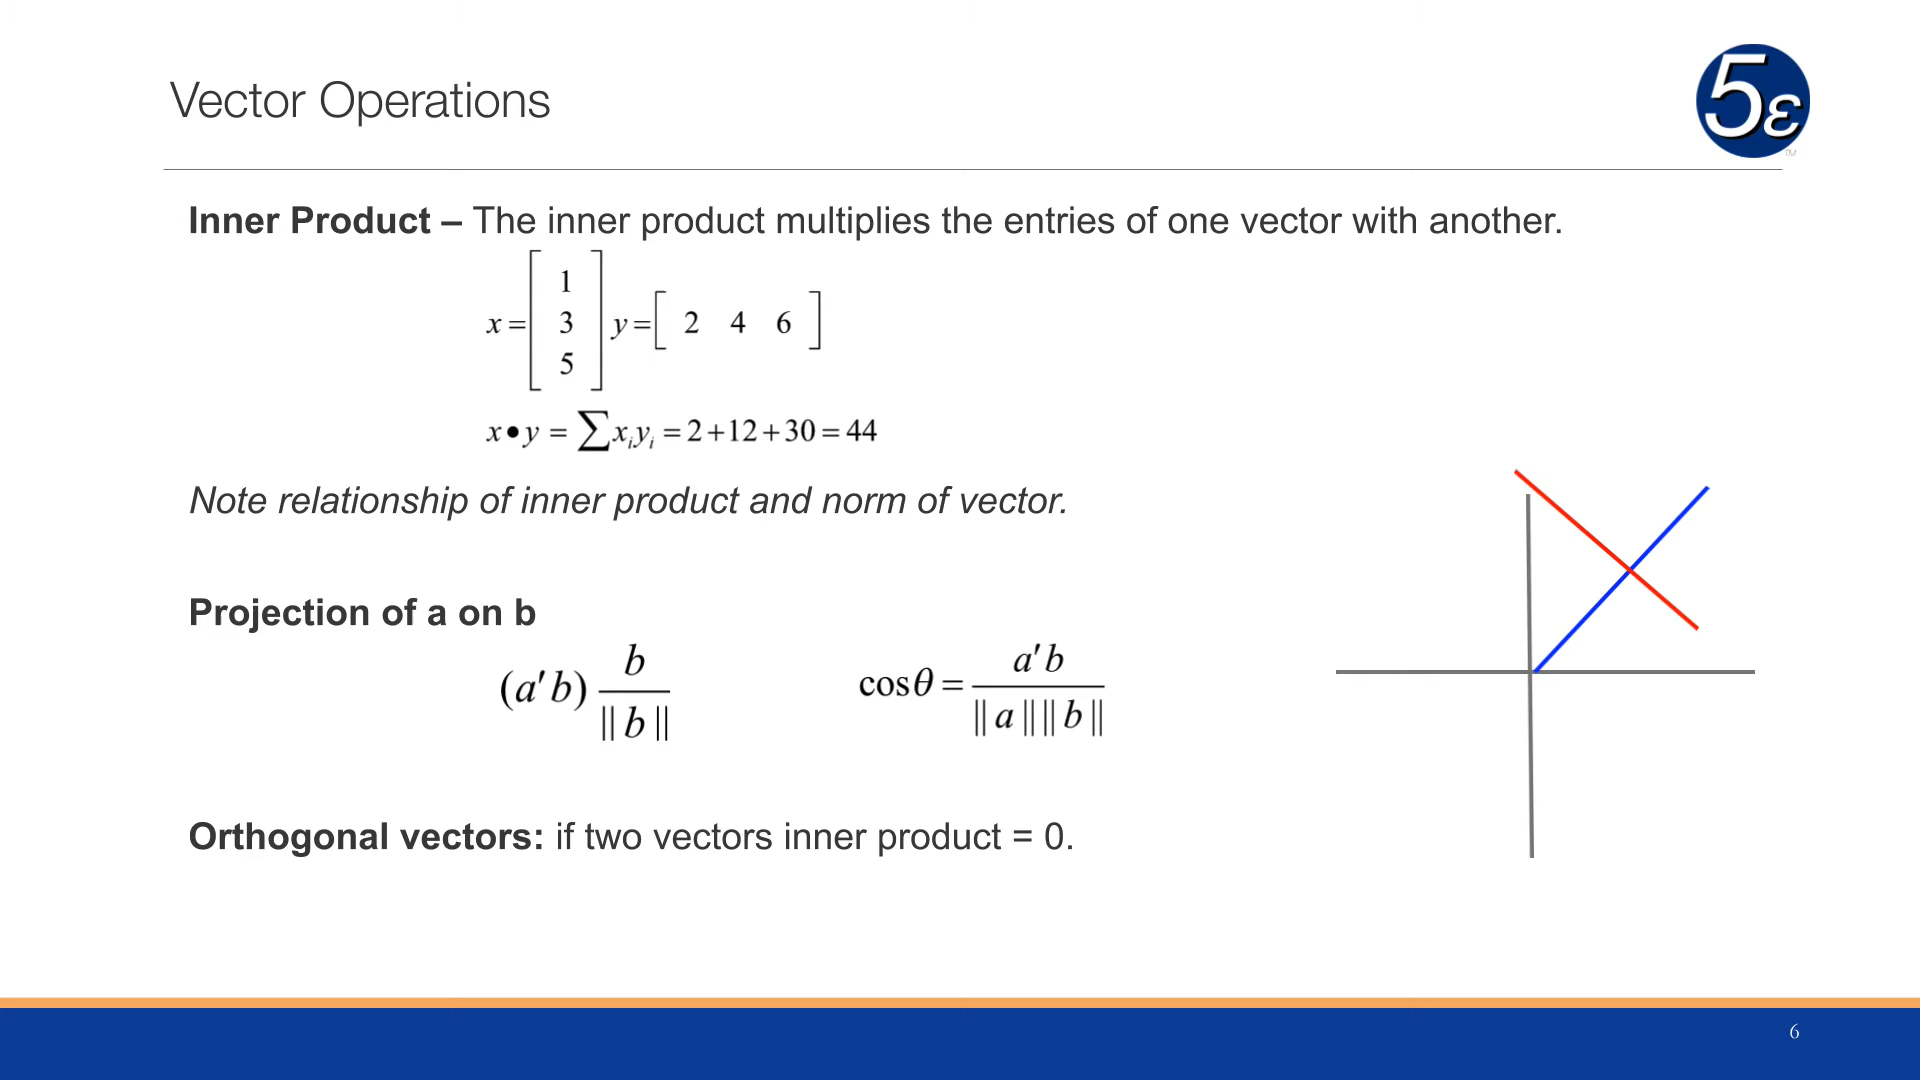 Vector Operations
5ε
TM
Inner Product – The inner product multiplies the entries of one vector with another.
x = [ 1 3 5 ] y = [ 2 4 6 ]
x • y = ∑ xᵢyᵢ = 2 + 12 + 30 = 44
Note relationship of inner product and norm of vector.
Projection of a on b
(a′b) b / || b ||
cos θ = a′b / || a || || b ||
Orthogonal vectors: if two vectors inner product = 0.
6